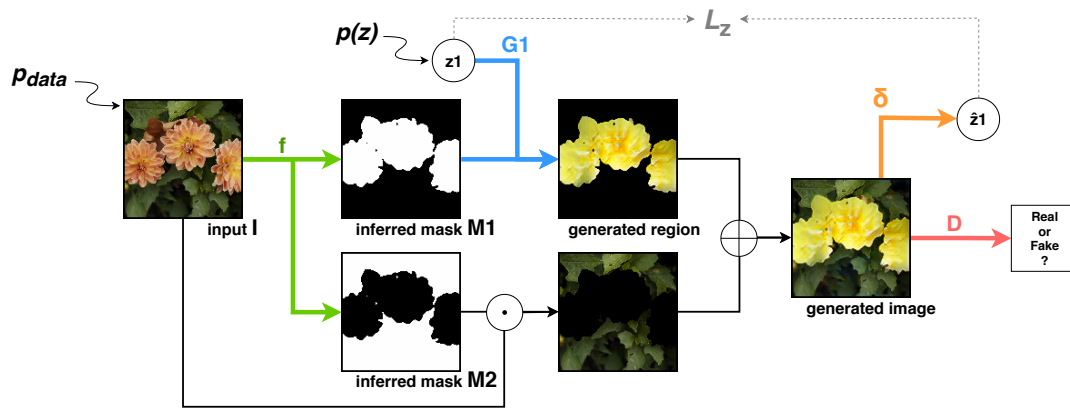 p(z)
z1
G1
L_z
p_data
f
δ
ẑ1
input I
inferred mask M1
generated region
D
Real
or
Fake
?
generated image
inferred mask M2